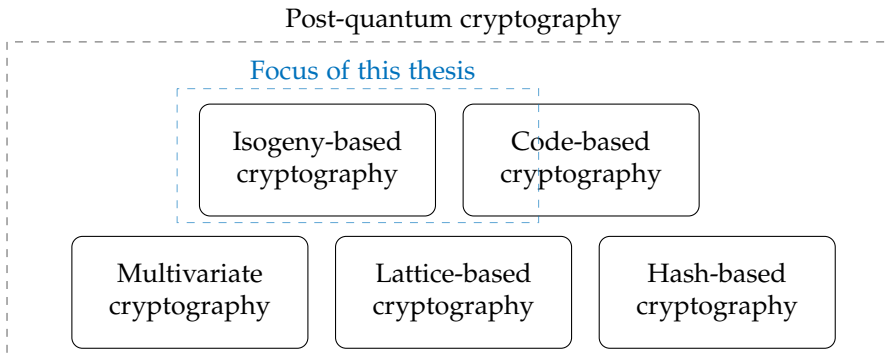 Post-quantum cryptography
Focus of this thesis
Isogeny-based
cryptography
Code-based
cryptography
Multivariate
cryptography
Lattice-based
cryptography
Hash-based
cryptography